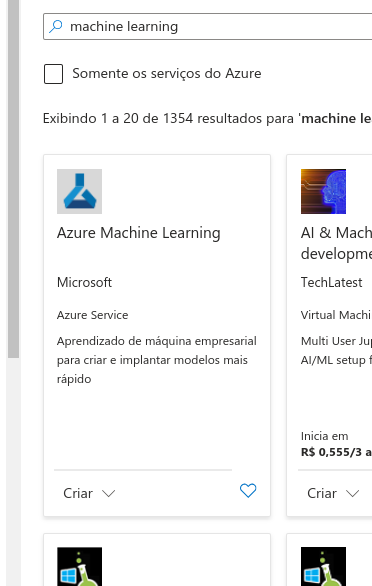 machine learning
Somente os serviços do Azure
Exibindo 1 a 20 de 1354 resultados para 'machine le
Azure Machine Learning
Microsoft
Azure Service
Aprendizado de máquina empresarial
para criar e implantar modelos mais
rápido
Criar
AI & Mach
developme
TechLatest
Virtual Machi
Multi User Jup
AI/ML setup f
Inicia em
R$ 0,555/3 a
Criar